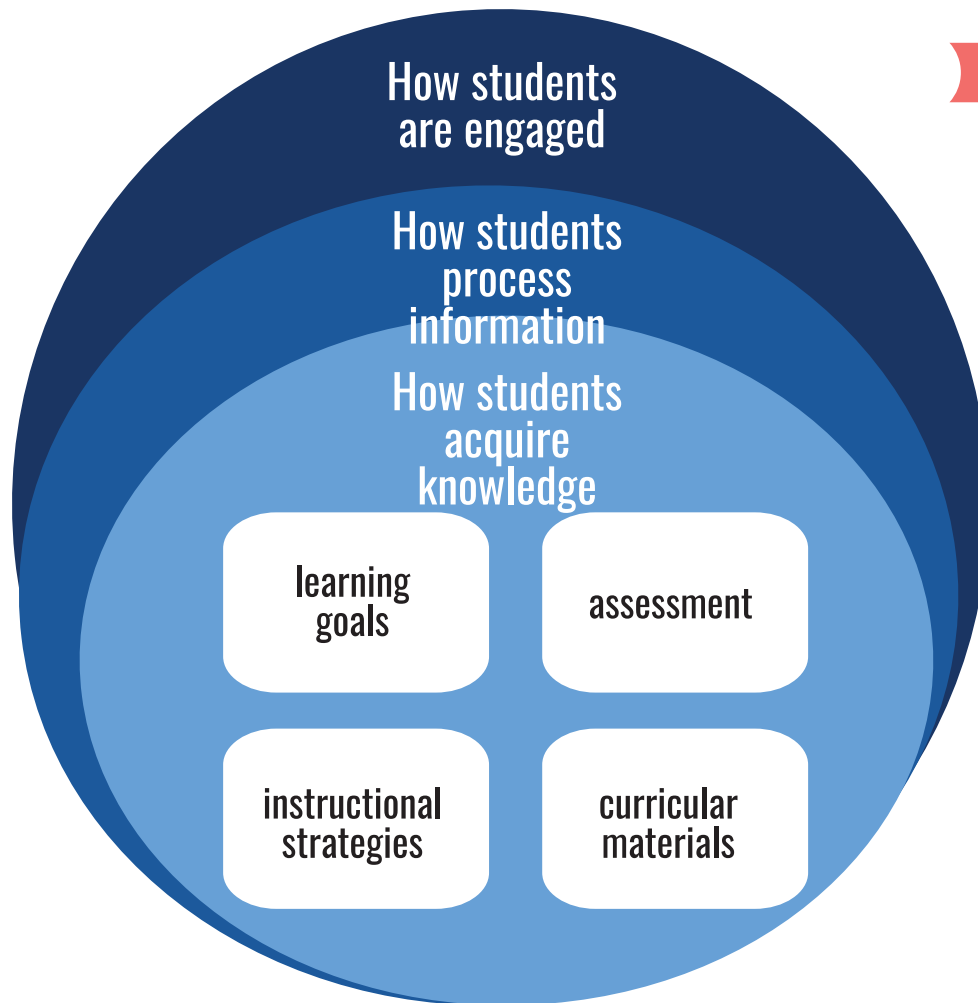 How students
are engaged
How students
process
information
How students
acquire
knowledge
learning
goals
assessment
instructional
strategies
curricular
materials